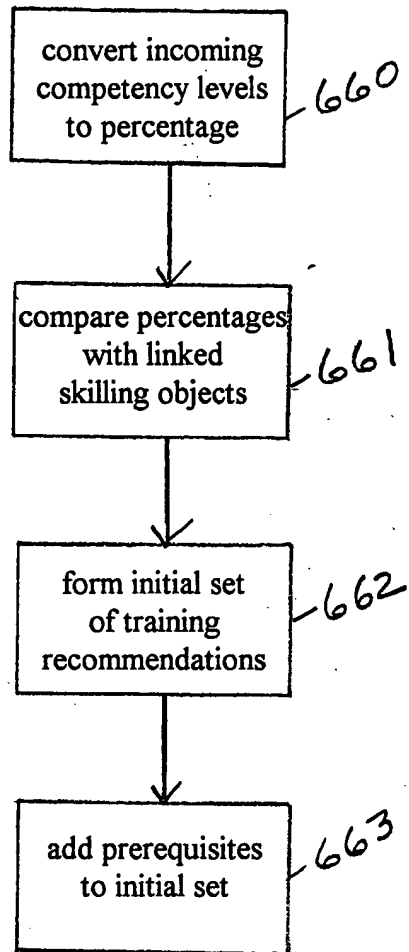 convert incoming
competency levels
to percentage
660
compare percentages
with linked
skilling objects
661
form initial set
of training
recommendations
662
add prerequisites
to initial set
663